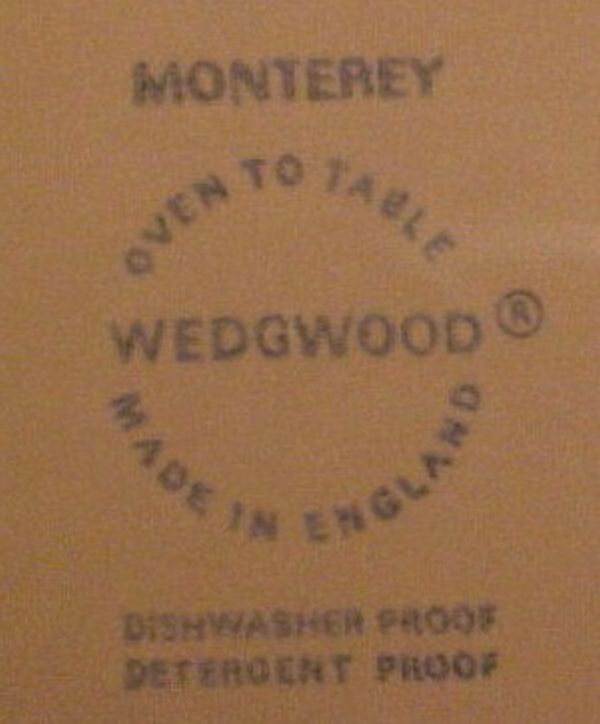 MONTEREY
OVEN TO TABLE
WEDGWOOD ®
MADE IN ENGLAND
DISHWASHER PROOF
DETERGENT PROOF